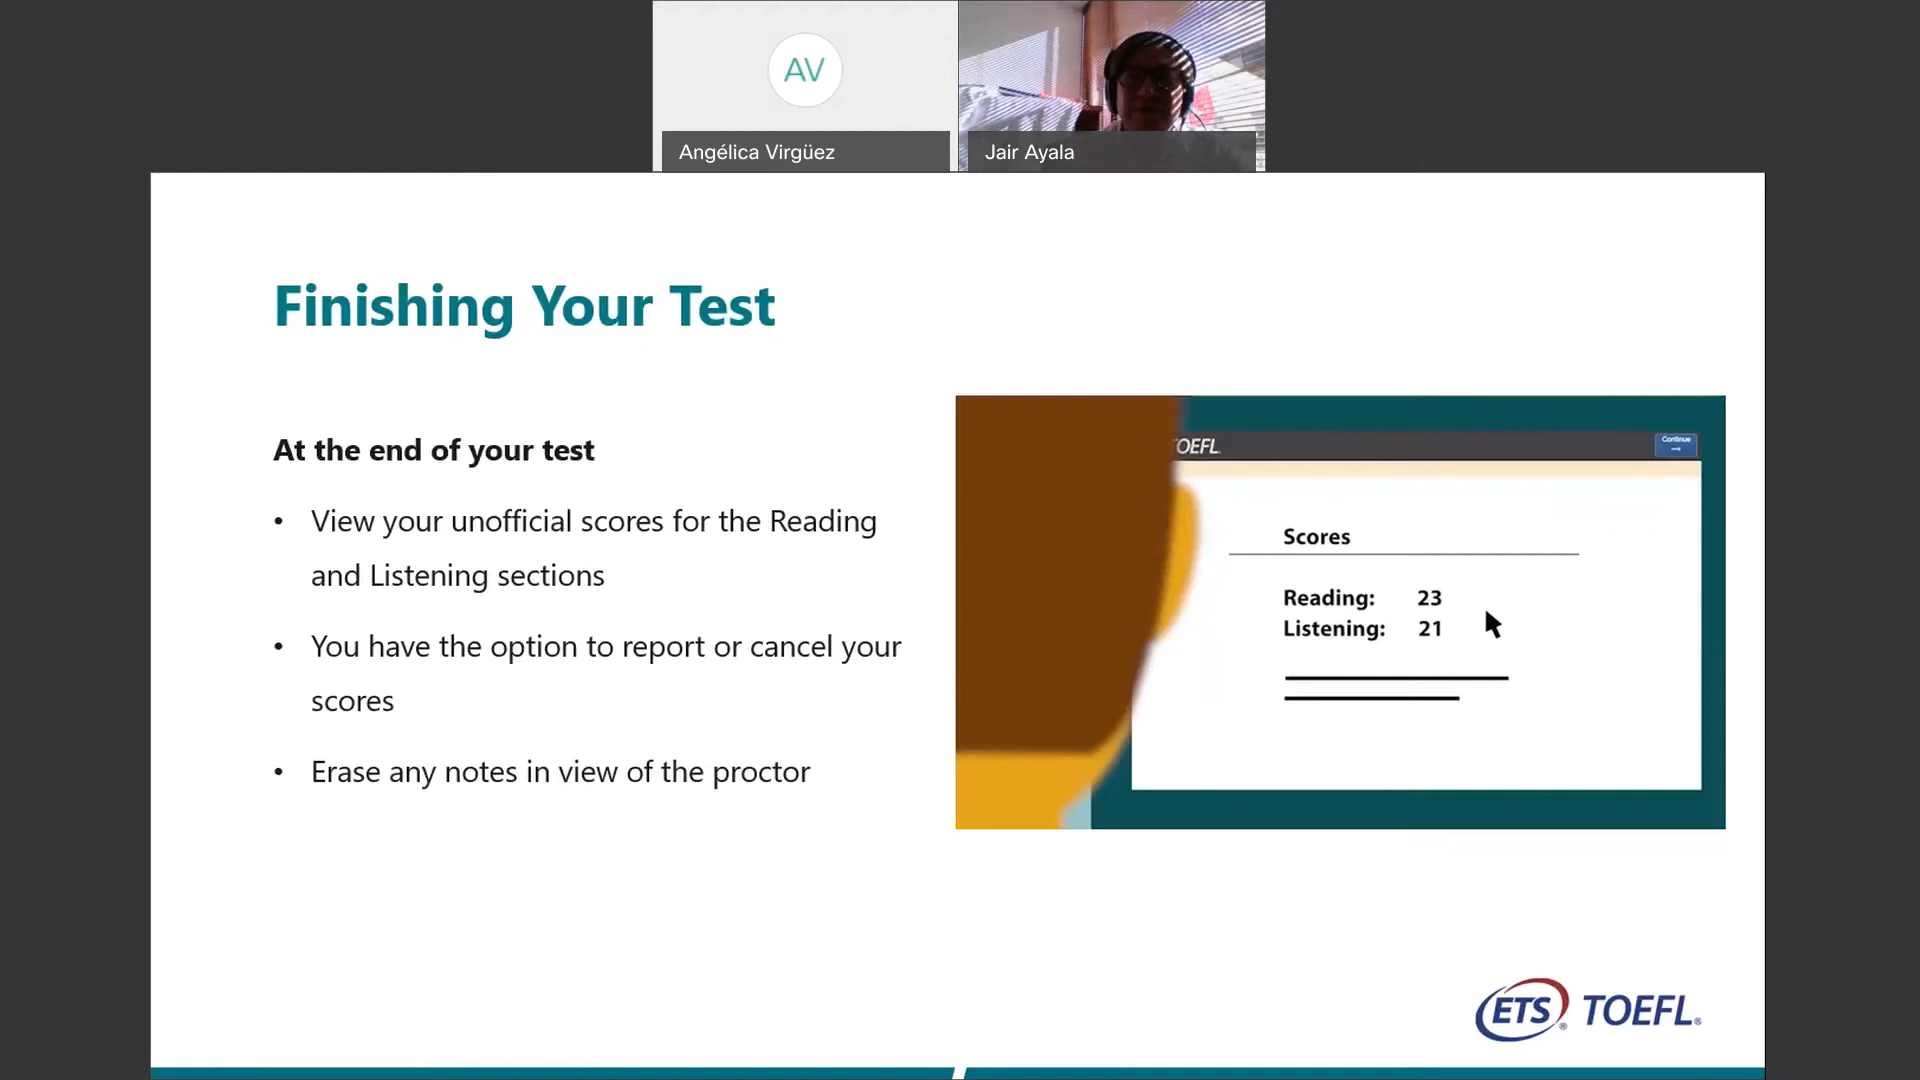 AV
Angélica Virgüez
Jair Ayala
Finishing Your Test
At the end of your test
• View your unofficial scores for the Reading
and Listening sections
• You have the option to report or cancel your
scores
• Erase any notes in view of the proctor
TOEFL
Continue
Scores
Reading: 23
Listening: 21
ETS® TOEFL®